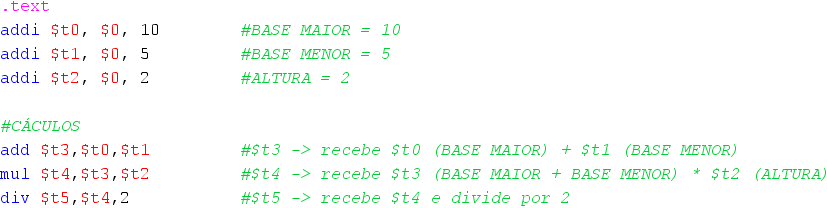 .text
addi $t0, $0, 10 #BASE MAIOR = 10
addi $t1, $0, 5 #BASE MENOR = 5
addi $t2, $0, 2 #ALTURA = 2
#CÁCULOS
add $t3,$t0,$t1 #$t3 -> recebe $t0 (BASE MAIOR) + $t1 (BASE MENOR)
mul $t4,$t3,$t2 #$t4 -> recebe $t3 (BASE MAIOR + BASE MENOR) * $t2 (ALTURA)
div $t5,$t4,2 #$t5 -> recebe $t4 e divide por 2